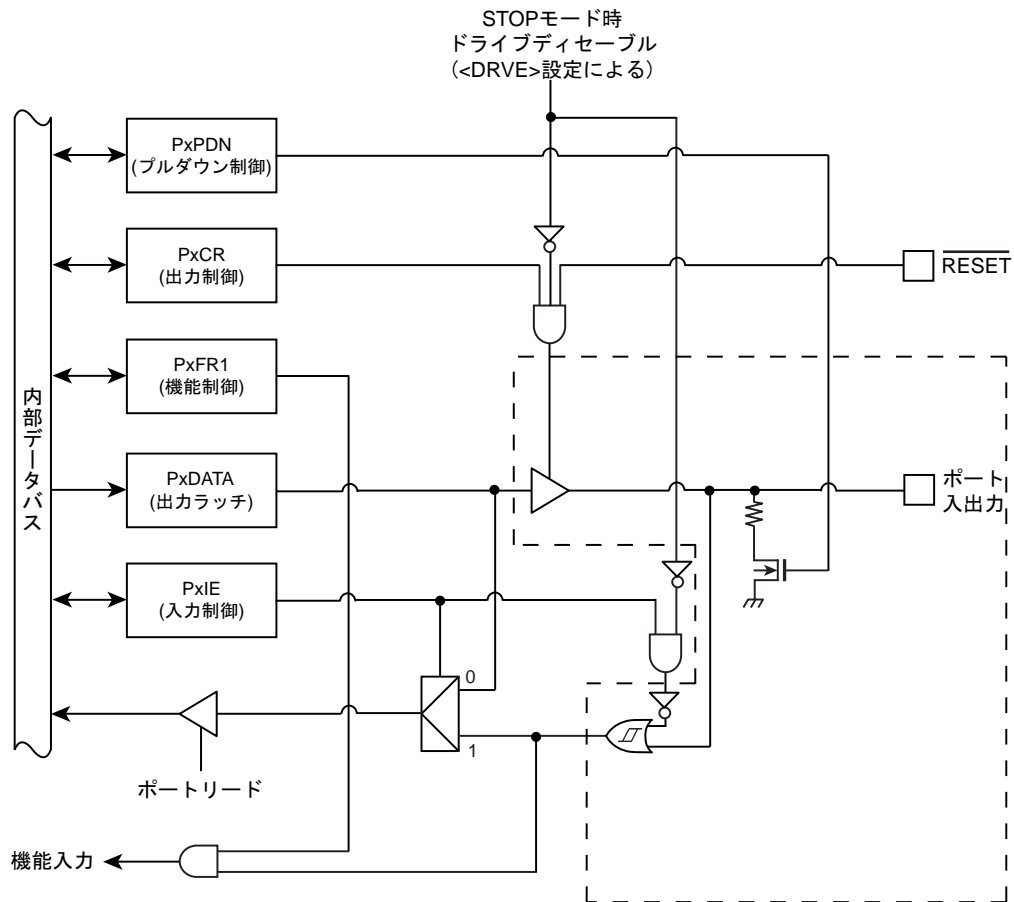 STOPモード時
ドライブディセーブル
(<DRVE>設定による)
PxPDN
(プルダウン制御)
PxCR
(出力制御)
RESET
PxFR1
(機能制御)
内部データバス
PxDATA
(出力ラッチ)
ポート
入出力
PxIE
(入力制御)
0
1
ポートリード
機能入力